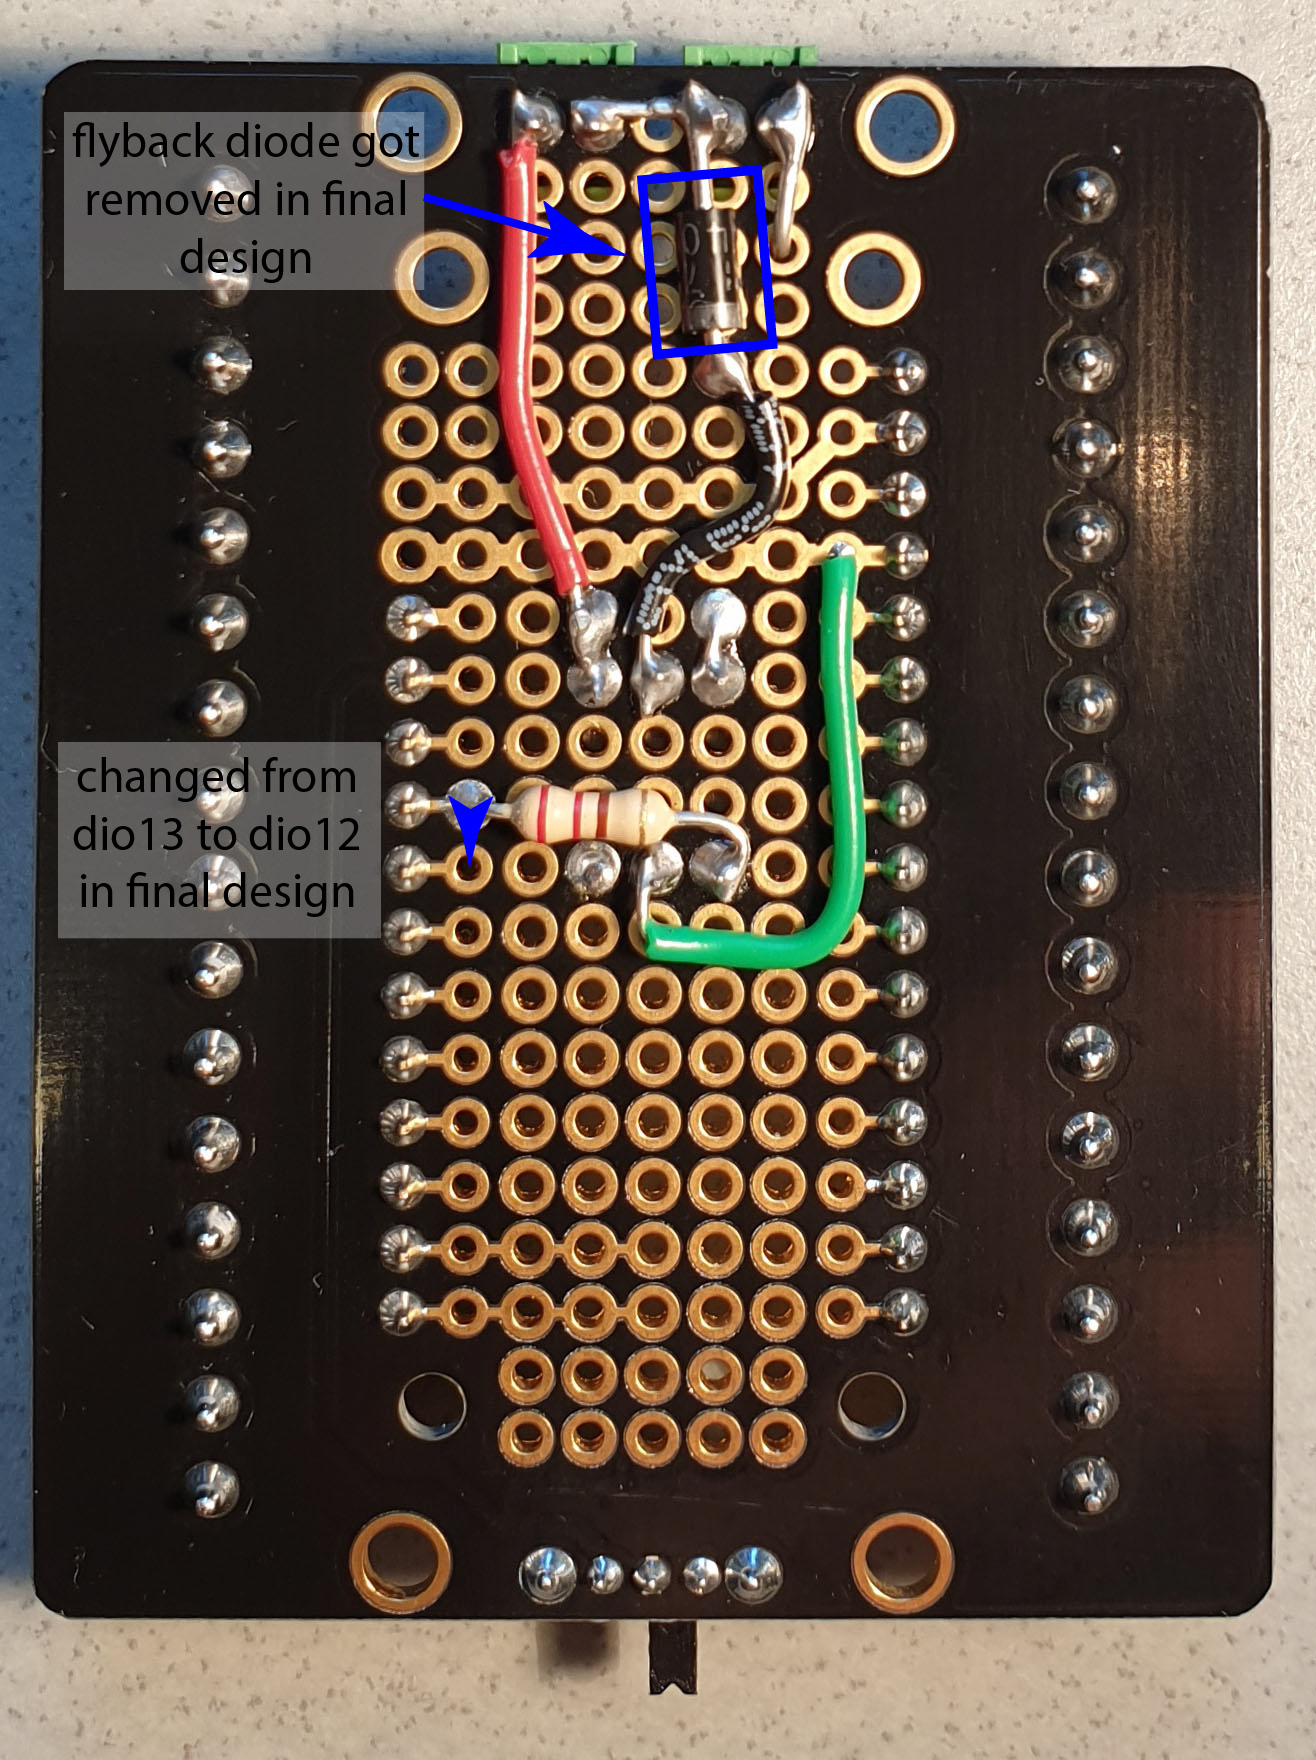 flyback diode got
removed in final
design
changed from
dio13 to dio12
in final design